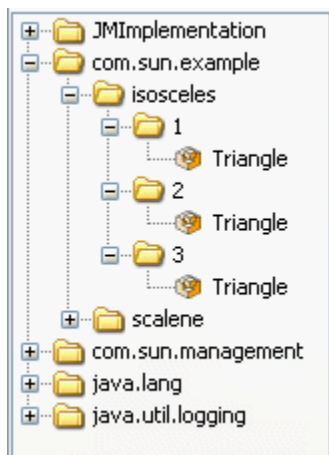 JMImplementation
com.sun.example
isosceles
1
Triangle
2
Triangle
3
Triangle
scalene
com.sun.management
java.lang
java.util.logging